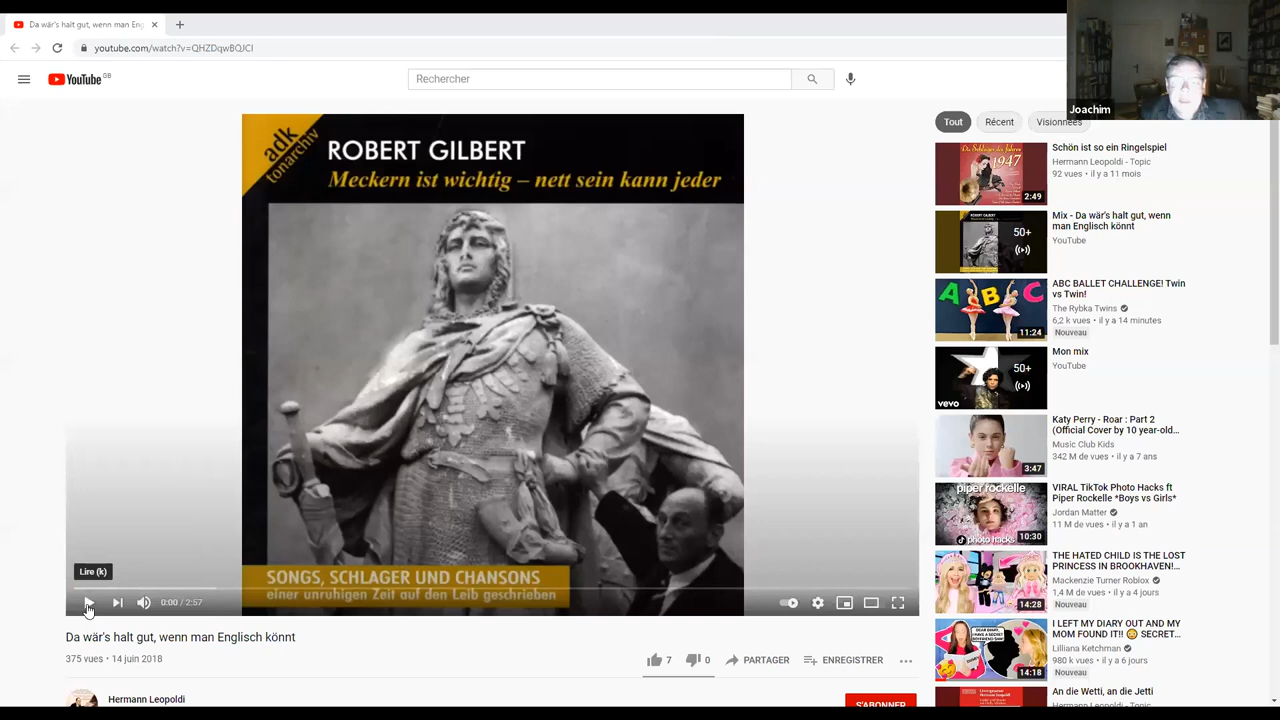 Da wär's halt gut, wenn man Eng
youtube.com/watch?v=QHZDqwBQJCI
YouTube GB
Rechercher
Joachim
adk
tonarchiv
ROBERT GILBERT
Meckern ist wichtig – nett sein kann jeder
SONGS, SCHLAGER UND CHANSONS
einer unruhigen Zeit auf den Leib geschrieben
Lire (k)
0:00 / 2:57
Da wär's halt gut, wenn man Englisch könnt
375 vues • 14 juin 2018
7
0
PARTAGER
ENREGISTRER
Hermann Leopoldi
S'ABONNER
Tout
Récent
Visionnées
1947
2:49
Schön ist so ein Ringelspiel
Hermann Leopoldi - Topic
92 vues • il y a 11 mois
ROBERT GILBERT
50+
Mix - Da wär's halt gut, wenn
man Englisch könnt
YouTube
A B C
11:24
ABC BALLET CHALLENGE! Twin
vs Twin!
The Rybka Twins
6,2 k vues • il y a 14 minutes
Nouveau
50+
vevo
Mon mix
YouTube
3:47
Katy Perry - Roar : Part 2
(Official Cover by 10 year-old...
Music Club Kids
342 M de vues • il y a 7 ans
piper rockelle
photo hacks
10:30
VIRAL TikTok Photo Hacks ft
Piper Rockelle *Boys vs Girls*
Jordan Matter
11 M de vues • il y a 1 an
14:28
THE HATED CHILD IS THE LOST
PRINCESS IN BROOKHAVEN!...
Mackenzie Turner Roblox
1,4 M de vues • il y a 4 jours
Nouveau
14:18
I LEFT MY DIARY OUT AND MY
MOM FOUND IT!! 😳 SECRET...
Lilliana Ketchman
980 k vues • il y a 6 jours
Nouveau
An die Wetti, an die Jetti
Hermann Leopoldi - Topic